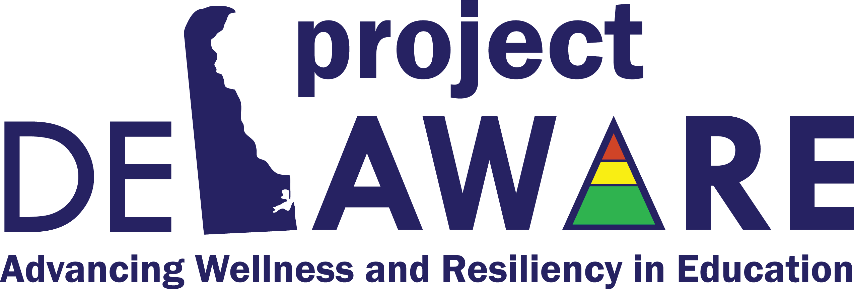 project
DELAWARE
Advancing Wellness and Resiliency in Education